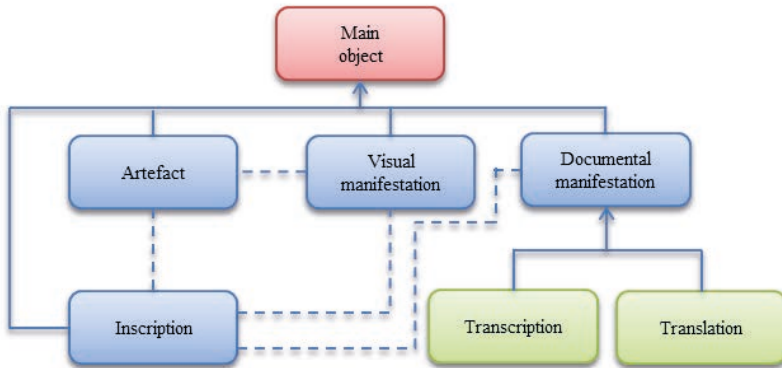 Main
object
Artefact
Visual
manifestation
Documental
manifestation
Inscription
Transcription
Translation